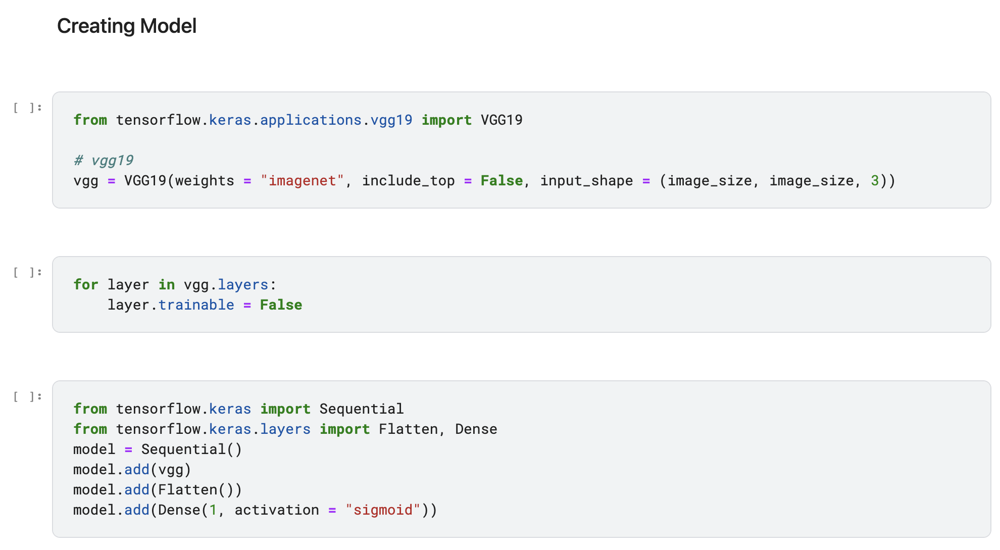 Creating Model
[ ]:
from tensorflow.keras.applications.vgg19 import VGG19
# vgg19
vgg = VGG19(weights = "imagenet", include_top = False, input_shape = (image_size, image_size, 3))
[ ]:
for layer in vgg.layers:
    layer.trainable = False
[ ]:
from tensorflow.keras import Sequential
from tensorflow.keras.layers import Flatten, Dense
model = Sequential()
model.add(vgg)
model.add(Flatten())
model.add(Dense(1, activation = "sigmoid"))